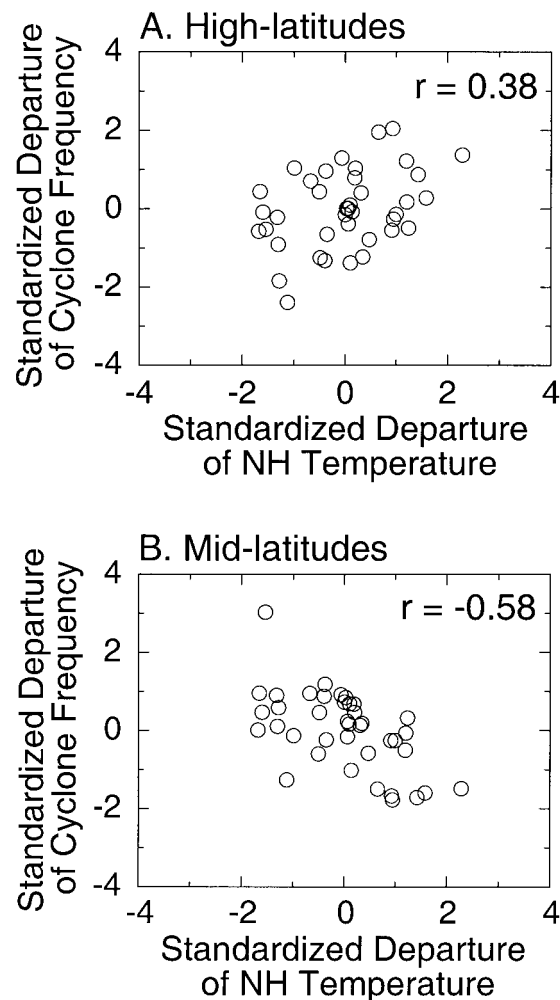 A. High-latitudes
Standardized Departure
of Cyclone Frequency
4
2
0
-2
-4
r = 0.38
-4
-2
0
2
4
Standardized Departure
of NH Temperature
B. Mid-latitudes
Standardized Departure
of Cyclone Frequency
4
2
0
-2
-4
r = -0.58
-4
-2
0
2
4
Standardized Departure
of NH Temperature